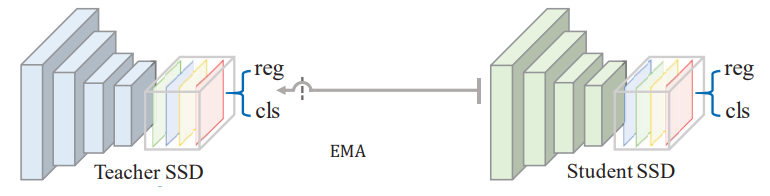 reg
cls
Teacher SSD
EMA
reg
cls
Student SSD